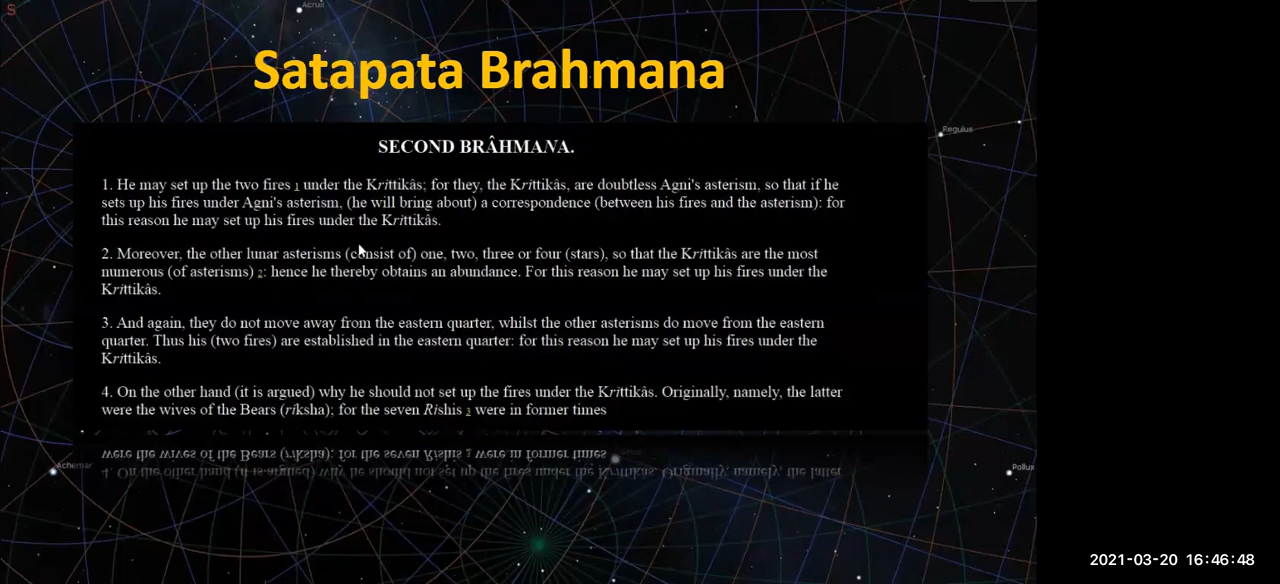 S
Acrux
Satapata Brahmana
Regulus
SECOND BRÂHMANA.
1. He may set up the two fires 1 under the Krittikâs; for they, the Krittikâs, are doubtless Agni's asterism, so that if he
sets up his fires under Agni's asterism, (he will bring about) a correspondence (between his fires and the asterism): for
this reason he may set up his fires under the Krittikâs.
2. Moreover, the other lunar asterisms (consist of) one, two, three or four (stars), so that the Krittikâs are the most
numerous (of asterisms) 2: hence he thereby obtains an abundance. For this reason he may set up his fires under the
Krittikâs.
3. And again, they do not move away from the eastern quarter, whilst the other asterisms do move from the eastern
quarter. Thus his (two fires) are established in the eastern quarter: for this reason he may set up his fires under the
Krittikâs.
4. On the other hand (it is argued) why he should not set up the fires under the Krittikâs. Originally, namely, the latter
were the wives of the Bears (riksha); for the seven Rishis 3 were in former times
Achernar
Pollux
2021-03-20 16:46:48